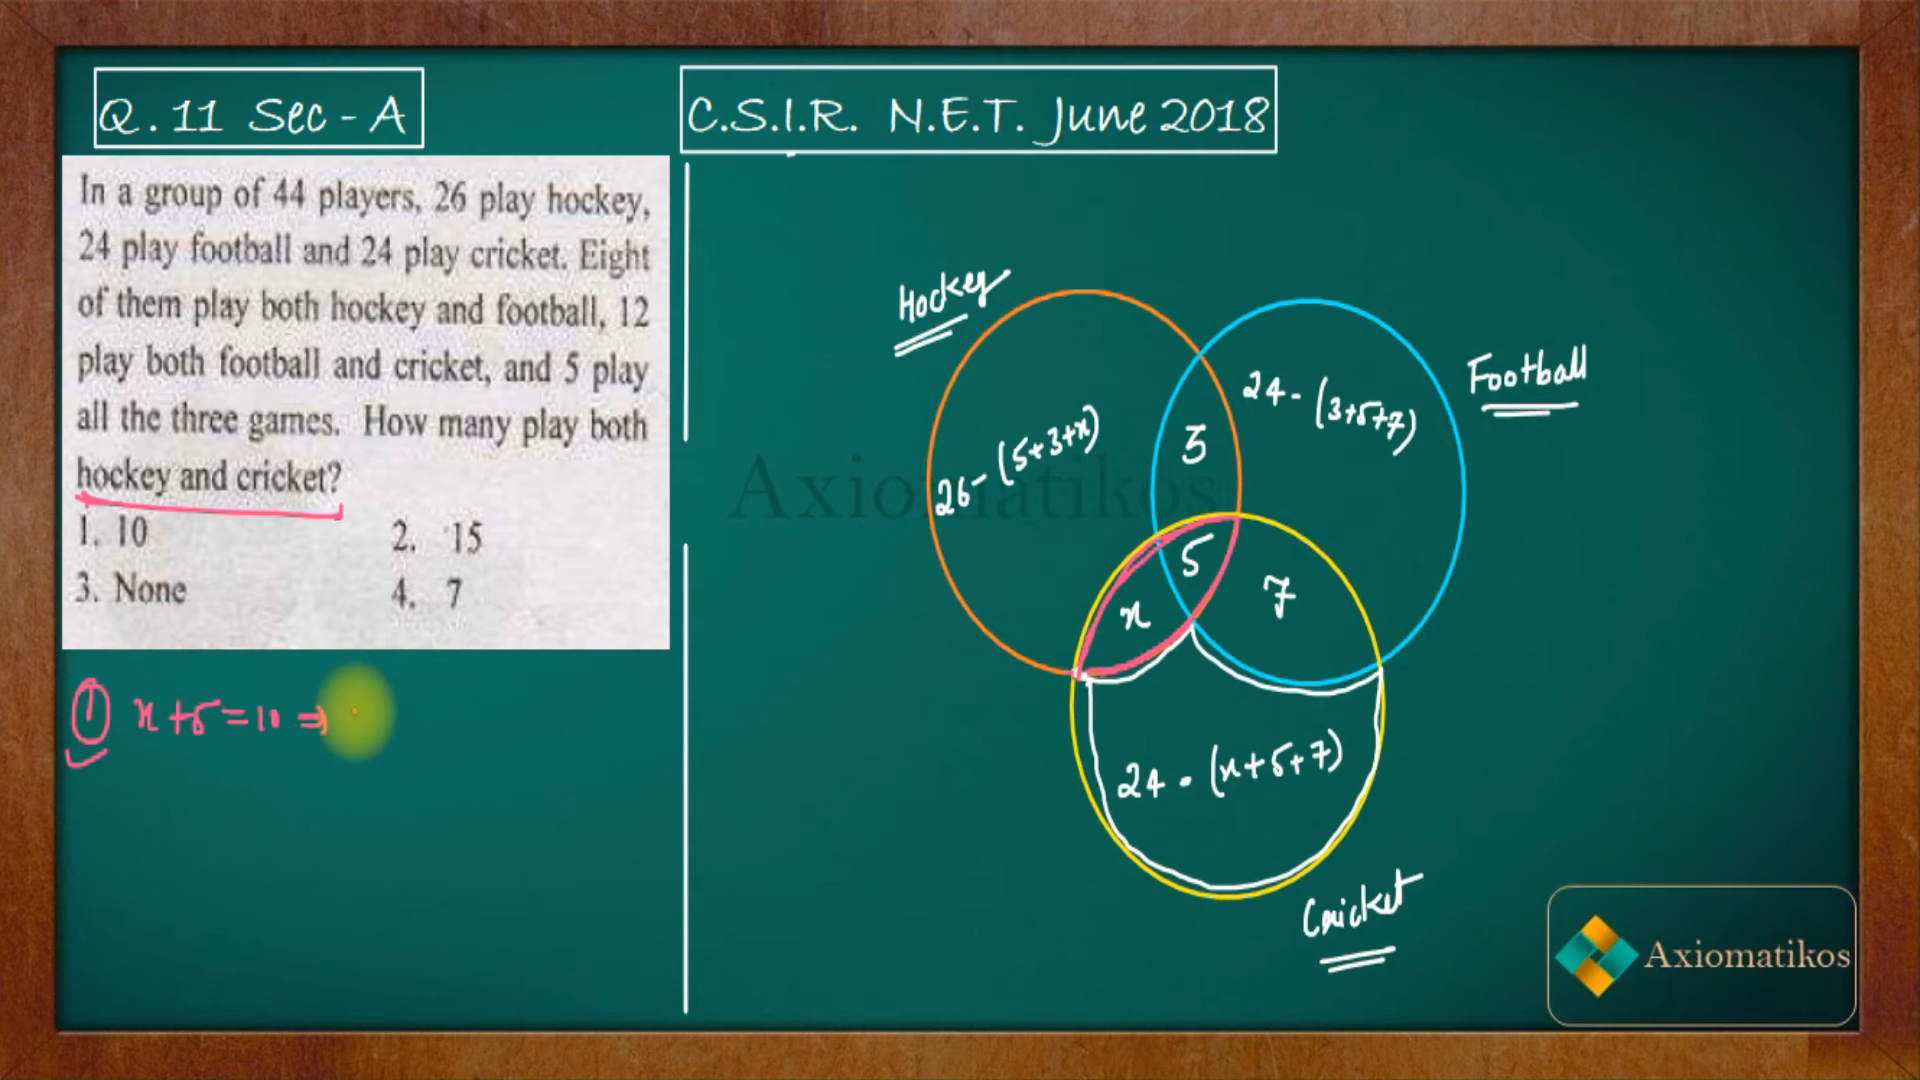 Q. 11 Sec - A
C.S.I.R. N.E.T. June 2018
In a group of 44 players, 26 play hockey,
24 play football and 24 play cricket. Eight
of them play both hockey and football, 12
play both football and cricket, and 5 play
all the three games. How many play both
hockey and cricket?
1. 10 2. 15
3. None 4. 7
① x+5=10 ⇒
Hockey
Football
24-(3+5+7)
26-(5+3+x)
3
Axiomatikos
5
x
7
24-(x+5+7)
Cricket
Axiomatikos